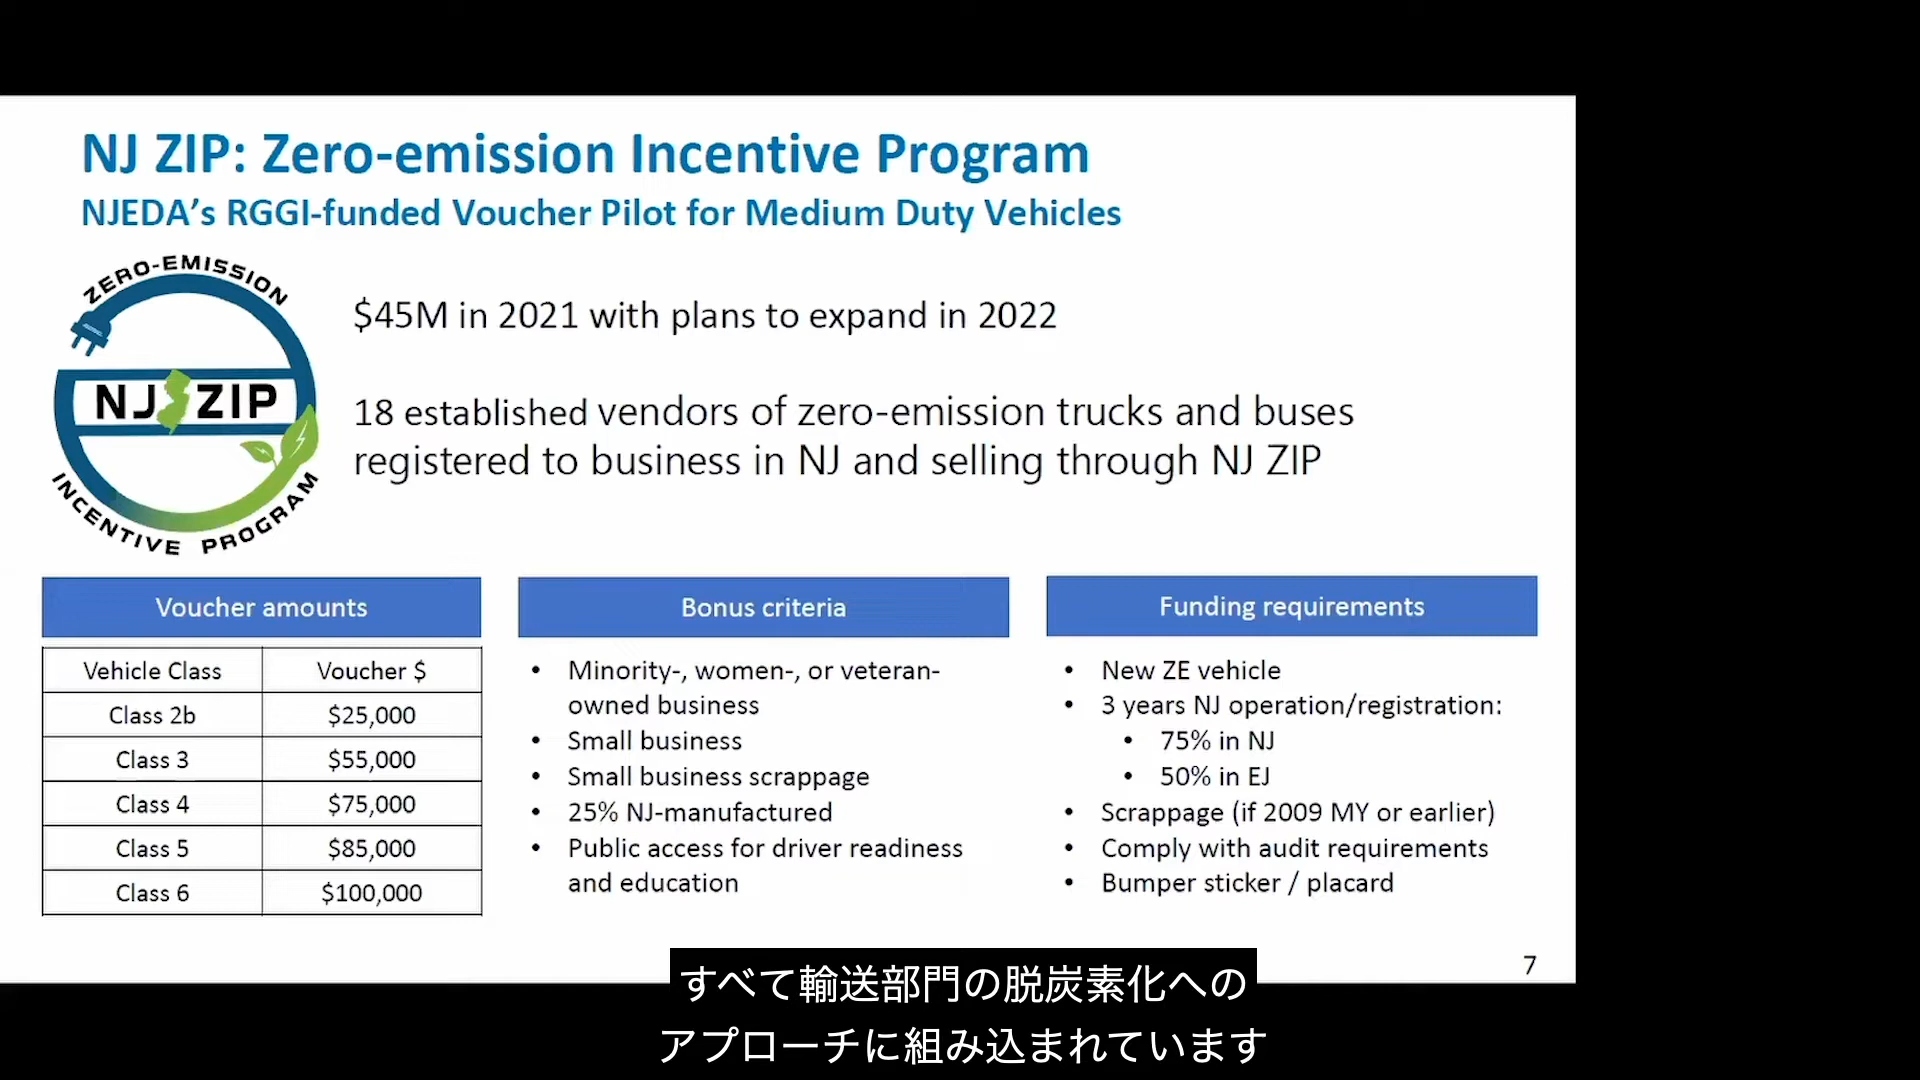 NJ ZIP: Zero-emission Incentive Program
NJEDA’s RGGI-funded Voucher Pilot for Medium Duty Vehicles
ZERO-EMISSION
NJ ZIP
INCENTIVE PROGRAM
$45M in 2021 with plans to expand in 2022
18 established vendors of zero-emission trucks and buses
registered to business in NJ and selling through NJ ZIP
Voucher amounts
Vehicle Class Voucher $
Class 2b $25,000
Class 3 $55,000
Class 4 $75,000
Class 5 $85,000
Class 6 $100,000
Bonus criteria
• Minority-, women-, or veteran-
owned business
• Small business
• Small business scrappage
• 25% NJ-manufactured
• Public access for driver readiness
and education
Funding requirements
• New ZE vehicle
• 3 years NJ operation/registration:
• 75% in NJ
• 50% in EJ
• Scrappage (if 2009 MY or earlier)
• Comply with audit requirements
• Bumper sticker / placard
7
すべて輸送部門の脱炭素化への
アプローチに組み込まれています